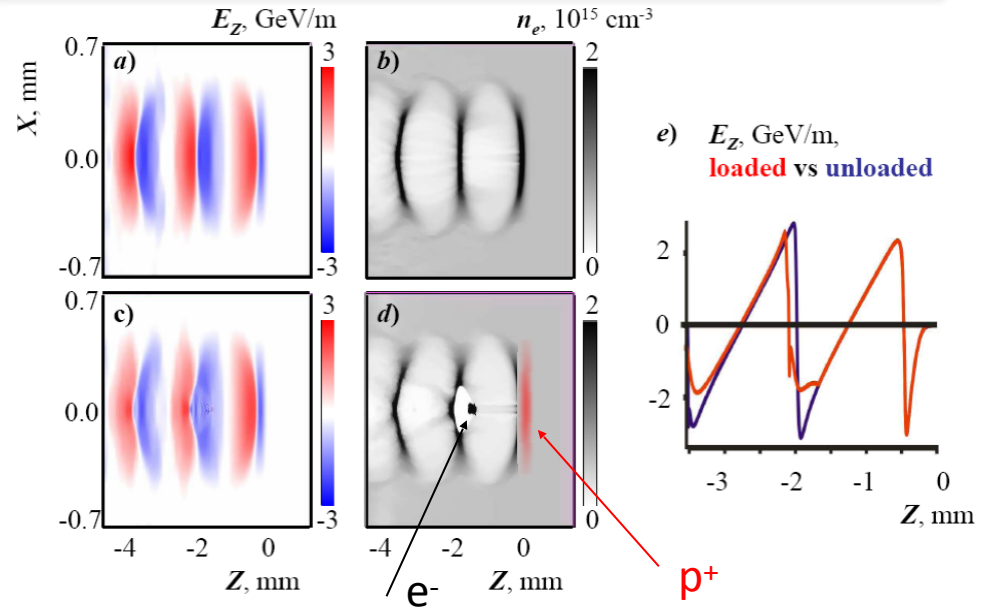 E_Z, GeV/m
n_e, 10^15 cm^-3
0.7
a)
3
b)
2
X, mm
0.0
-0.7
-3
0
e) E_Z, GeV/m,
loaded vs unloaded
0.7
c)
3
d)
2
0.0
-0.7
-3
0
-4 -2 0
-4 -2 0
Z, mm
Z, mm
e-
p+
2
0
-2
-3 -2 -1 0
Z, mm